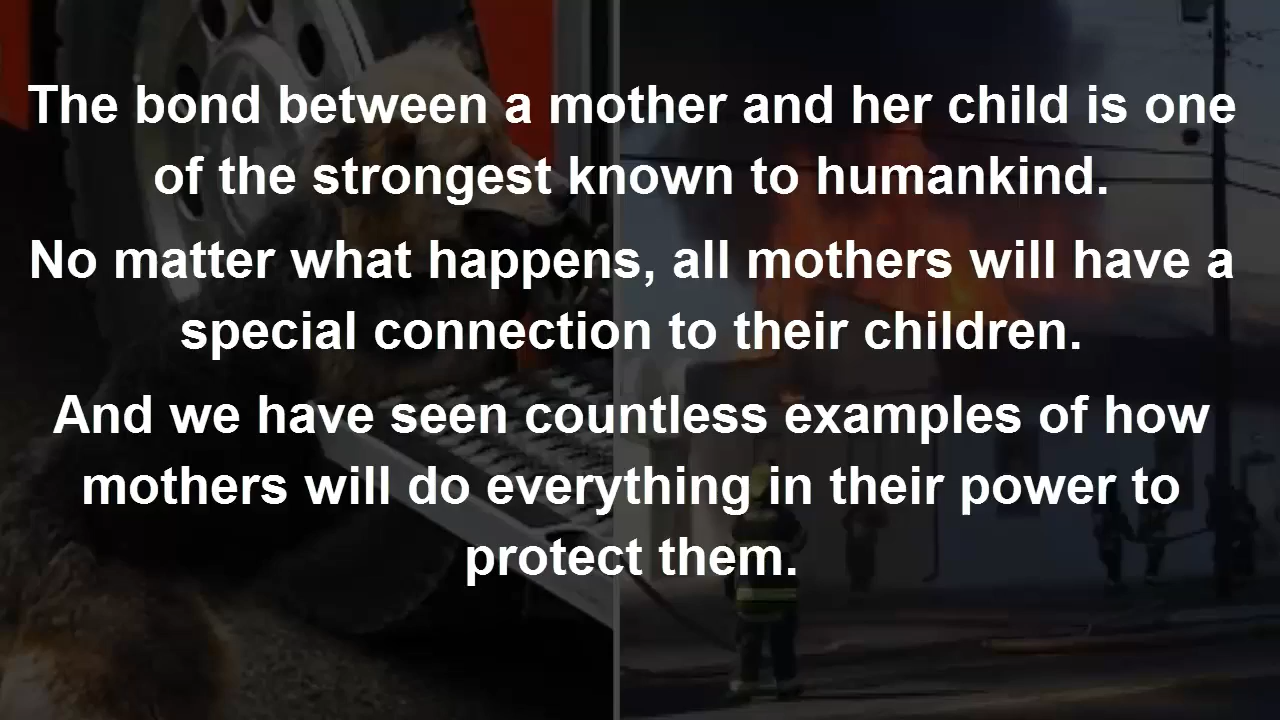 The bond between a mother and her child is one
of the strongest known to humankind.
No matter what happens, all mothers will have a
special connection to their children.
And we have seen countless examples of how
mothers will do everything in their power to
protect them.